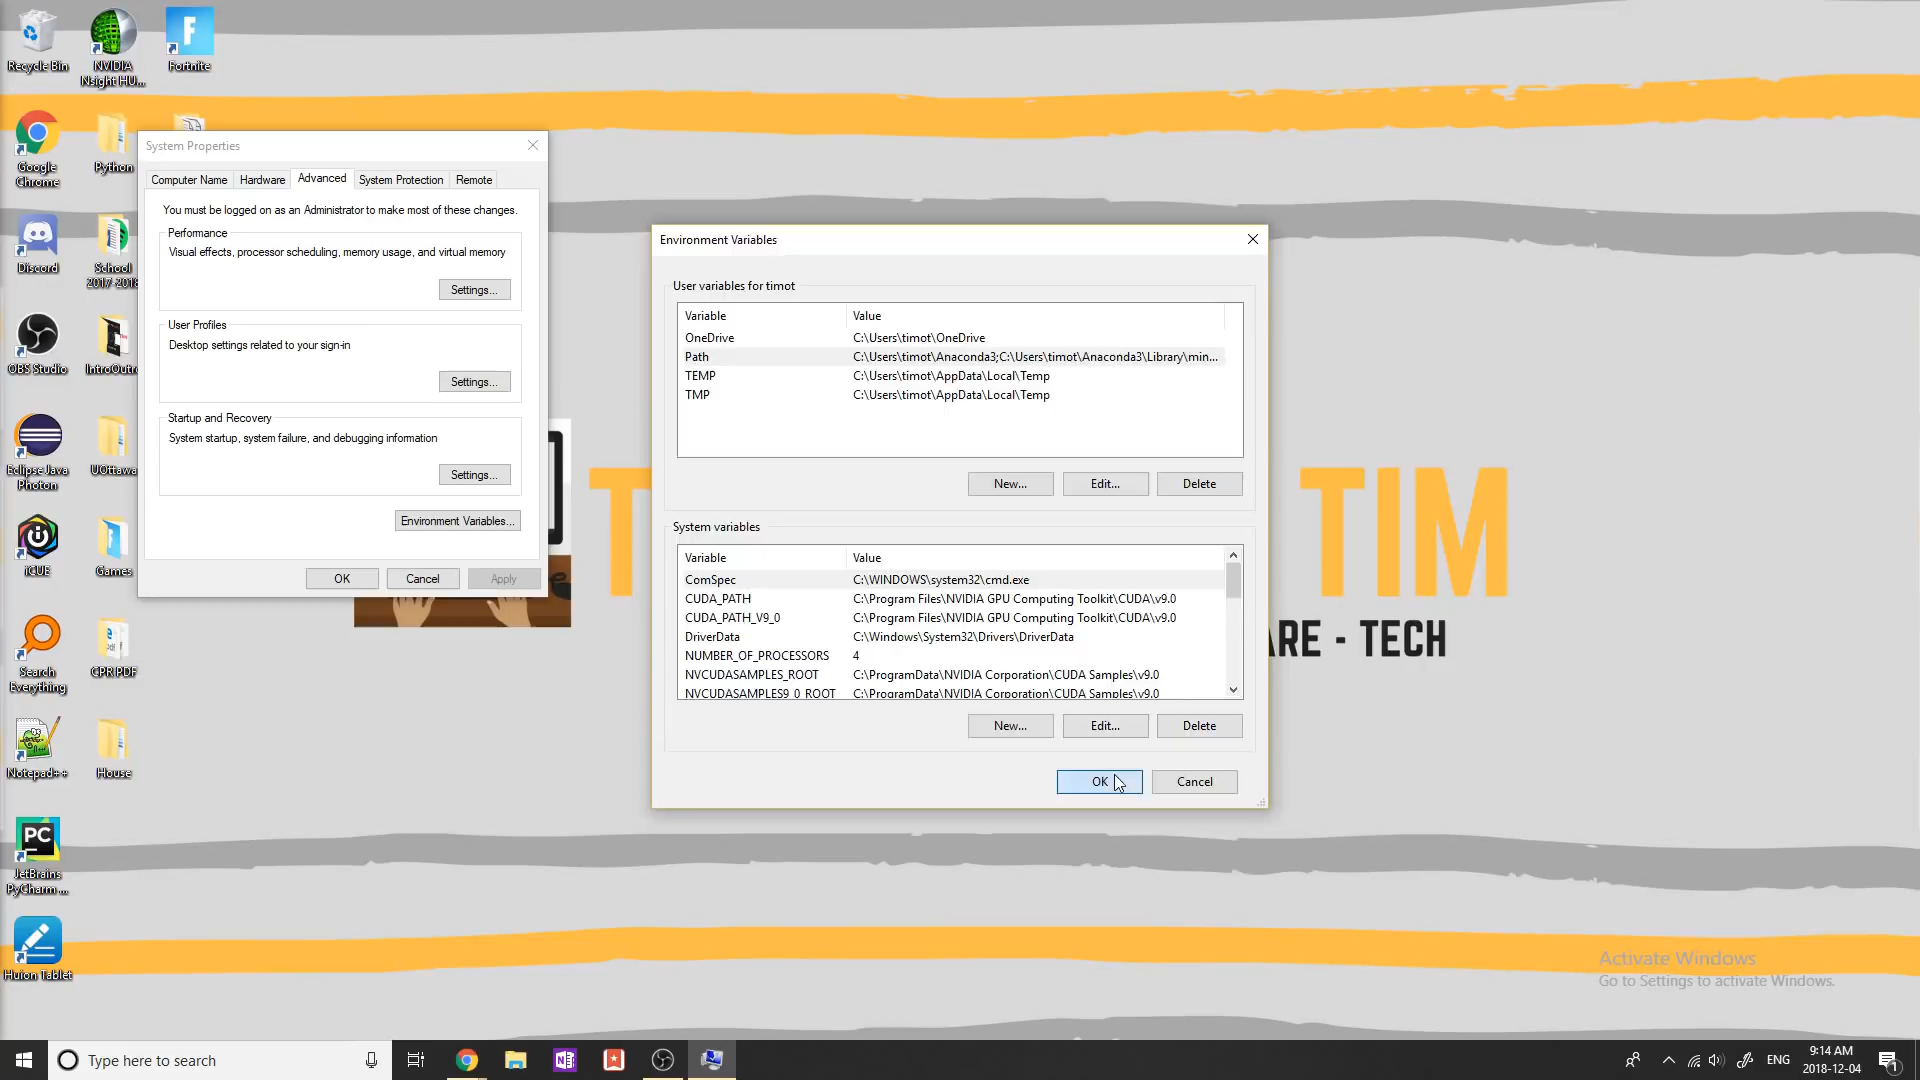 Recycle Bin
NVIDIA
Nsight HU...
Fortnite
Google
Chrome
Python
Discord
School
2017-2018
OBS Studio
IntroOutro
Eclipse Java
Photon
UOttawa
iCUE
Games
Search
Everything
CPR PDF
Notepad++
House
JetBrains
PyCharm ...
Huion Tablet
System Properties
Computer Name
Hardware
Advanced
System Protection
Remote
You must be logged on as an Administrator to make most of these changes.
Performance
Visual effects, processor scheduling, memory usage, and virtual memory
Settings...
User Profiles
Desktop settings related to your sign-in
Settings...
Startup and Recovery
System startup, system failure, and debugging information
Settings...
Environment Variables...
OK
Cancel
Apply
Environment Variables
User variables for timot
Variable Value
OneDrive C:\Users\timot\OneDrive
Path C:\Users\timot\Anaconda3;C:\Users\timot\Anaconda3\Library\min...
TEMP C:\Users\timot\AppData\Local\Temp
TMP C:\Users\timot\AppData\Local\Temp
New... Edit... Delete
System variables
Variable Value
ComSpec C:\WINDOWS\system32\cmd.exe
CUDA_PATH C:\Program Files\NVIDIA GPU Computing Toolkit\CUDA\v9.0
CUDA_PATH_V9_0 C:\Program Files\NVIDIA GPU Computing Toolkit\CUDA\v9.0
DriverData C:\Windows\System32\Drivers\DriverData
NUMBER_OF_PROCESSORS 4
NVCUDASAMPLES_ROOT C:\ProgramData\NVIDIA Corporation\CUDA Samples\v9.0
NVCUDASAMPLES9_0_ROOT C:\ProgramData\NVIDIA Corporation\CUDA Samples\v9.0
New... Edit... Delete
OK Cancel
T TIM
ARE - TECH
Activate Windows
Go to Settings to activate Windows.
Type here to search
ENG
9:14 AM
2018-12-04
1